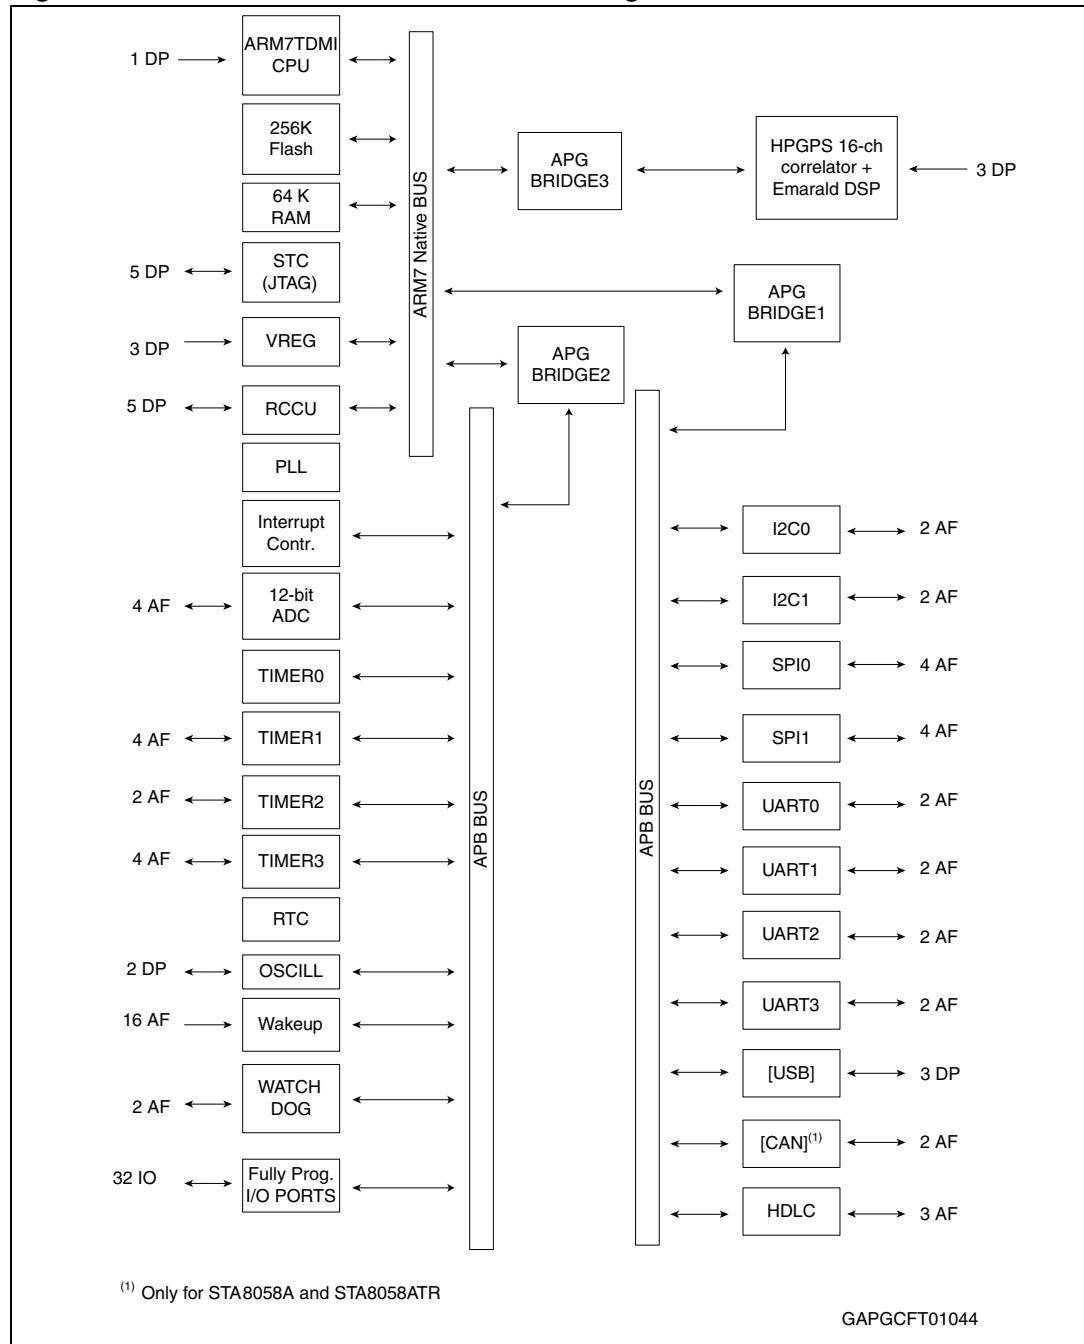 1 DP
ARM7TDMI
CPU
256K
Flash
64 K
RAM
5 DP
STC
(JTAG)
3 DP
VREG
5 DP
RCCU
PLL
Interrupt
Contr.
4 AF
12-bit
ADC
TIMER0
4 AF
TIMER1
2 AF
TIMER2
4 AF
TIMER3
RTC
2 DP
OSCILL
16 AF
Wakeup
2 AF
WATCH
DOG
32 IO
Fully Prog.
I/O PORTS
ARM7 Native BUS
APG
BRIDGE3
HPGPS 16-ch
correlator +
Emarald DSP
3 DP
APG
BRIDGE1
APG
BRIDGE2
APB BUS
APB BUS
I2C0
2 AF
I2C1
2 AF
SPI0
4 AF
SPI1
4 AF
UART0
2 AF
UART1
2 AF
UART2
2 AF
UART3
2 AF
[USB]
3 DP
[CAN](1)
2 AF
HDLC
3 AF
(1) Only for STA8058A and STA8058ATR
GAPGCFT01044